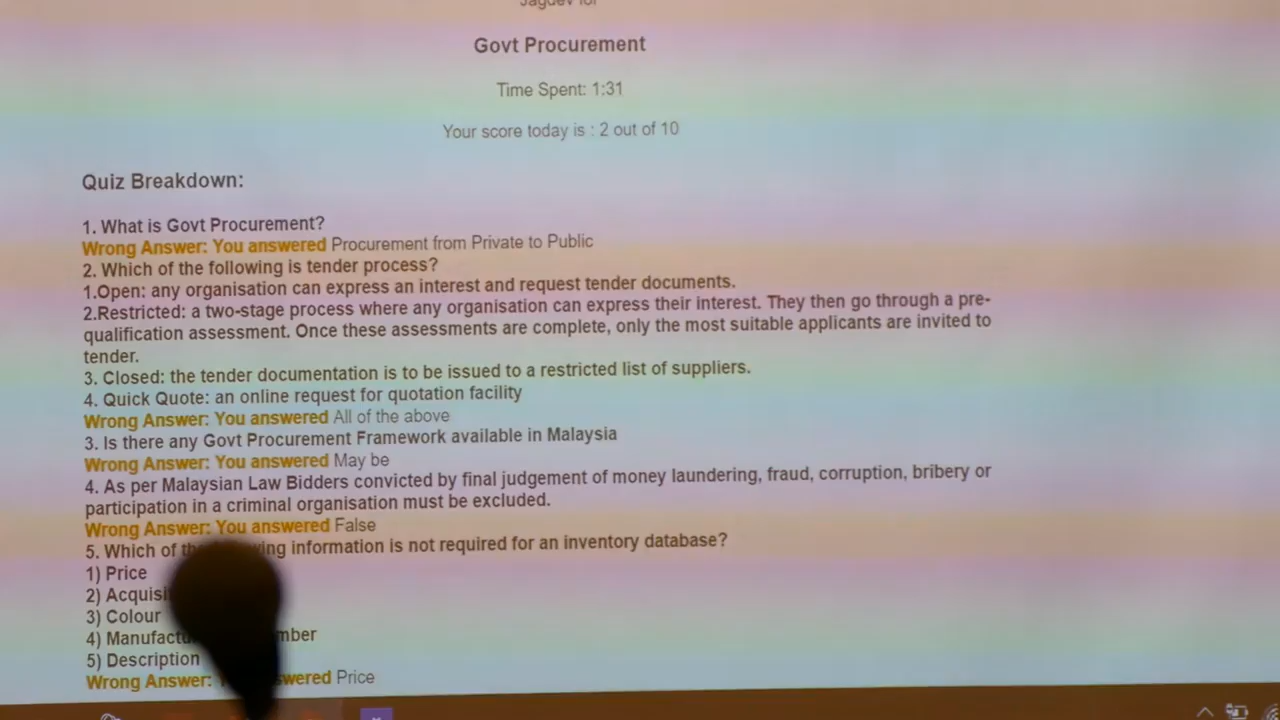 Govt Procurement
Time Spent: 1:31
Your score today is : 2 out of 10
Quiz Breakdown:
1. What is Govt Procurement?
Wrong Answer: You answered Procurement from Private to Public
2. Which of the following is tender process?
1.Open: any organisation can express an interest and request tender documents.
2.Restricted: a two-stage process where any organisation can express their interest. They then go through a pre-
qualification assessment. Once these assessments are complete, only the most suitable applicants are invited to
tender.
3. Closed: the tender documentation is to be issued to a restricted list of suppliers.
4. Quick Quote: an online request for quotation facility
Wrong Answer: You answered All of the above
3. Is there any Govt Procurement Framework available in Malaysia
Wrong Answer: You answered May be
4. As per Malaysian Law Bidders convicted by final judgement of money laundering, fraud, corruption, bribery or
participation in a criminal organisation must be excluded.
Wrong Answer: You answered False
5. Which of information is not required for an inventory database?
1) Price
2)
3) Colour
4)
5) Description
Wrong Answer: Price